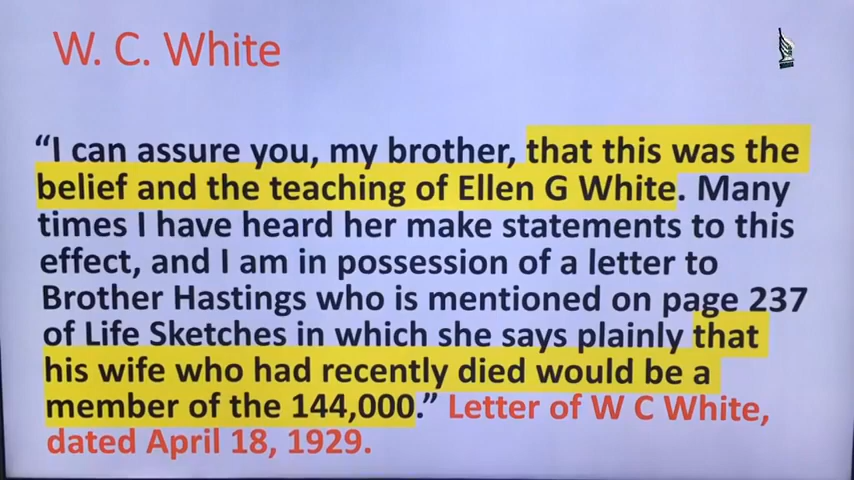 W. C. White
“I can assure you, my brother, that this was the
belief and the teaching of Ellen G White. Many
times I have heard her make statements to this
effect, and I am in possession of a letter to
Brother Hastings who is mentioned on page 237
of Life Sketches in which she says plainly that
his wife who had recently died would be a
member of the 144,000.” Letter of W C White,
dated April 18, 1929.